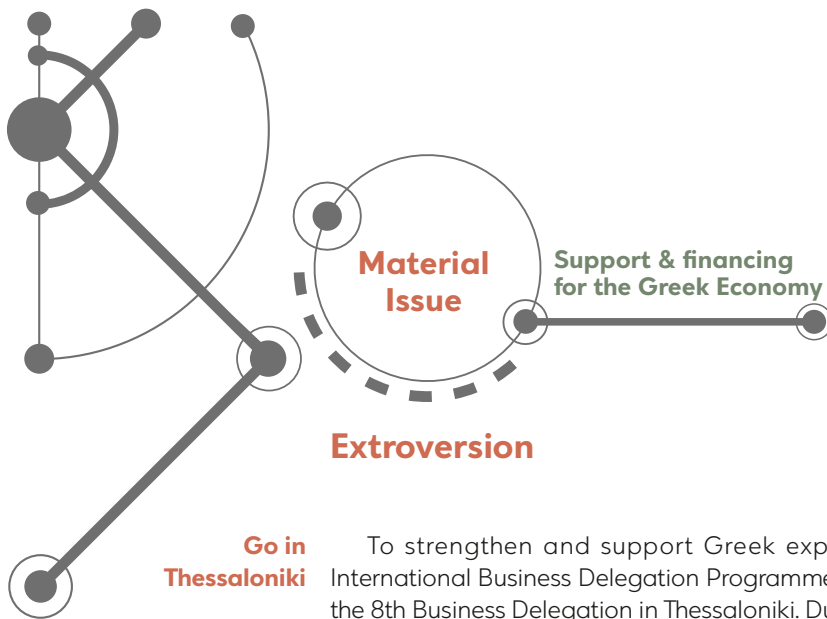 Material
Issue
Support & financing
for the Greek Economy
Extroversion
Go in
Thessaloniki
To strengthen and support Greek exp
International Business Delegation Programme
the 8th Business Delegation in Thessaloniki. Du